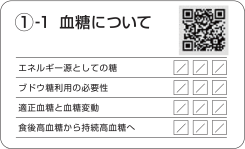 ①-1 血糖について
エネルギー源としての糖
ブドウ糖利用の必要性
適正血糖と血糖変動
食後高血糖から持続高血糖へ